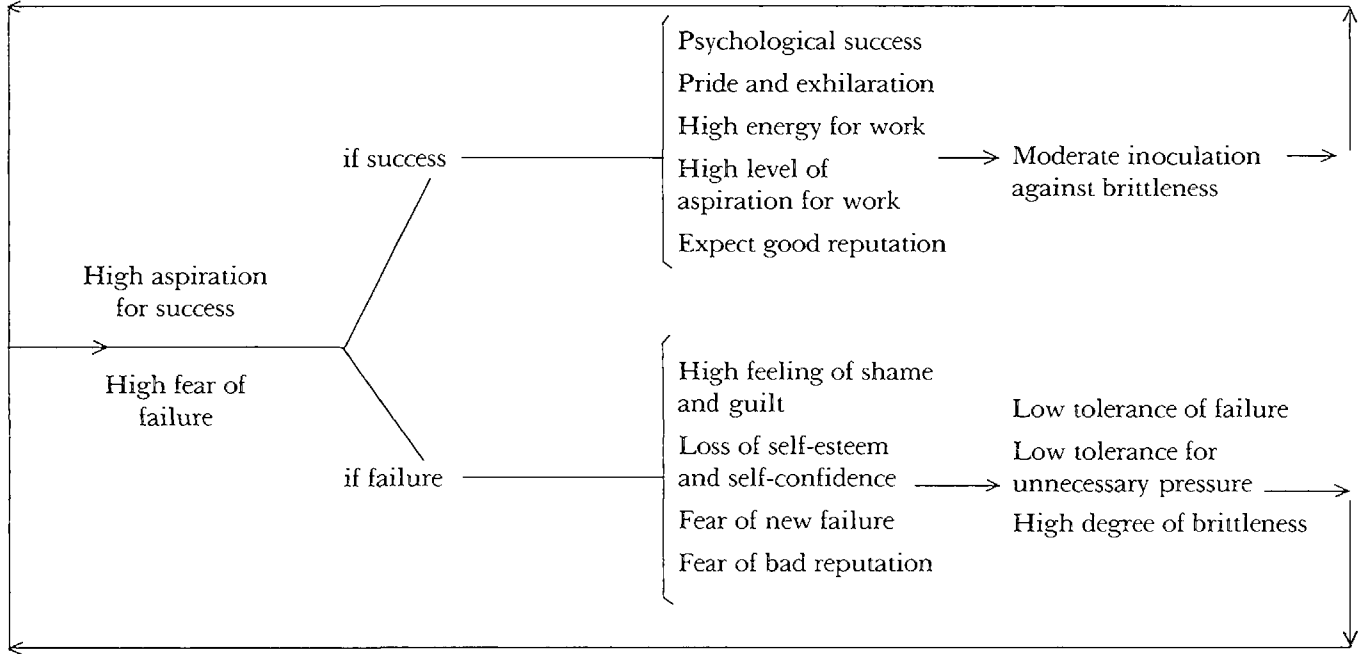 Psychological success
Pride and exhilaration
High energy for work
if success
High level of
aspiration for work
Expect good reputation
Moderate inoculation
against brittleness
High aspiration
for success
High fear of
failure
if failure
High feeling of shame
and guilt
Loss of self-esteem
and self-confidence
Fear of new failure
Fear of bad reputation
Low tolerance of failure
Low tolerance for
unnecessary pressure
High degree of brittleness